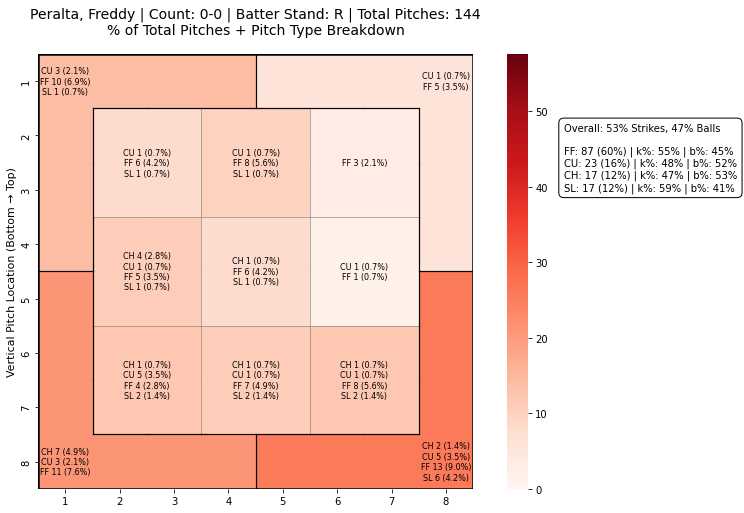 Peralta, Freddy | Count: 0-0 | Batter Stand: R | Total Pitches: 144
% of Total Pitches + Pitch Type Breakdown
CU 3 (2.1%)
FF 10 (6.9%)
SL 1 (0.7%)
CU 1 (0.7%)
FF 5 (3.5%)
CU 1 (0.7%)
FF 6 (4.2%)
SL 1 (0.7%)
CU 1 (0.7%)
FF 8 (5.6%)
SL 1 (0.7%)
FF 3 (2.1%)
CH 4 (2.8%)
CU 1 (0.7%)
FF 5 (3.5%)
SL 1 (0.7%)
CH 1 (0.7%)
FF 6 (4.2%)
SL 1 (0.7%)
CU 1 (0.7%)
FF 1 (0.7%)
CH 1 (0.7%)
CU 5 (3.5%)
FF 4 (2.8%)
SL 2 (1.4%)
CH 1 (0.7%)
CU 1 (0.7%)
FF 7 (4.9%)
SL 2 (1.4%)
CH 1 (0.7%)
CU 1 (0.7%)
FF 8 (5.6%)
SL 2 (1.4%)
CH 7 (4.9%)
CU 3 (2.1%)
FF 11 (7.6%)
CH 2 (1.4%)
CU 5 (3.5%)
FF 13 (9.0%)
SL 6 (4.2%)
Vertical Pitch Location (Bottom → Top)
1
2
3
4
5
6
7
8
1
2
3
4
5
6
7
8
50
40
30
20
10
0
Overall: 53% Strikes, 47% Balls
FF: 87 (60%) | k%: 55% | b%: 45%
CU: 23 (16%) | k%: 48% | b%: 52%
CH: 17 (12%) | k%: 47% | b%: 53%
SL: 17 (12%) | k%: 59% | b%: 41%